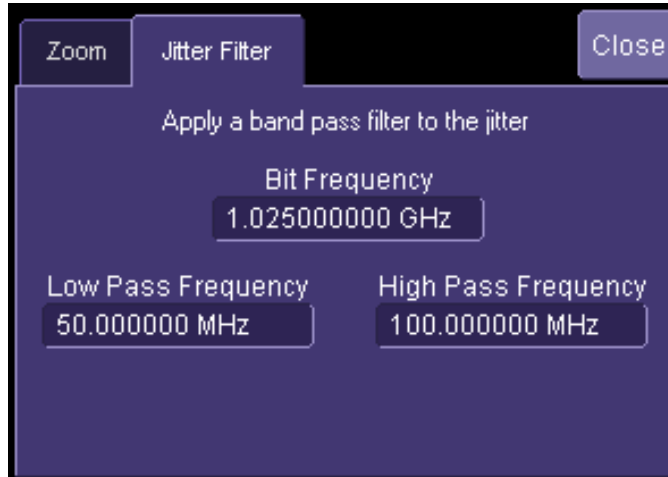 Zoom
Jitter Filter
Close
Apply a band pass filter to the jitter
Bit Frequency
1.025000000 GHz
Low Pass Frequency
High Pass Frequency
50.000000 MHz
100.000000 MHz